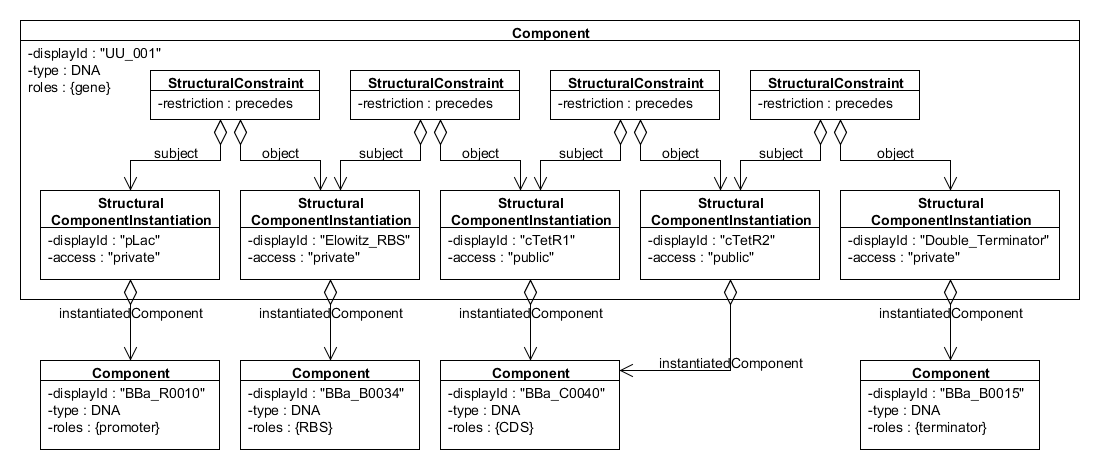 Component
-displayId : "UU_001"
-type : DNA
roles : {gene}
StructuralConstraint
-restriction : precedes
StructuralConstraint
-restriction : precedes
StructuralConstraint
-restriction : precedes
StructuralConstraint
-restriction : precedes
subject
object
subject
object
subject
object
subject
object
Structural
ComponentInstantiation
-displayId : "pLac"
-access : "private"
Structural
ComponentInstantiation
-displayId : "Elowitz_RBS"
-access : "private"
Structural
ComponentInstantiation
-displayId : "cTetR1"
-access : "public"
Structural
ComponentInstantiation
-displayId : "cTetR2"
-access : "public"
Structural
ComponentInstantiation
-displayId : "Double_Terminator"
-access : "private"
instantiatedComponent
instantiatedComponent
instantiatedComponent
instantiatedComponent
instantiatedComponent
Component
-displayId : "BBa_R0010"
-type : DNA
-roles : {promoter}
Component
-displayId : "BBa_B0034"
-type : DNA
-roles : {RBS}
Component
-displayId : "BBa_C0040"
-type : DNA
-roles : {CDS}
Component
-displayId : "BBa_B0015"
-type : DNA
-roles : {terminator}